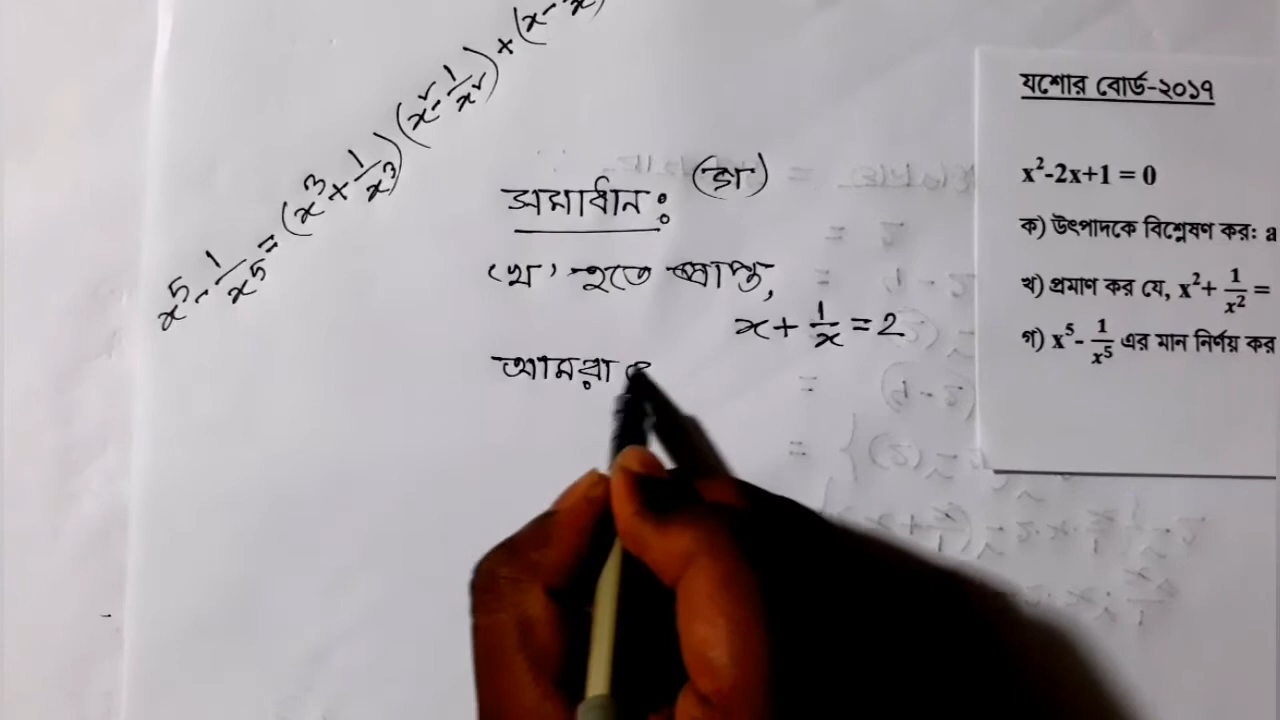 x⁵ - 1/x⁵ = (x³ + 1/x³)(x² - 1/x²) + (x -
সমাধান: (গ)
'খ' হতে প্রাপ্ত,
x + 1/x = 2
আমরা
যশোর বোর্ড-২০১৭
x²-2x+1 = 0
ক) উৎপাদকে বিশ্লেষণ কর: a
খ) প্রমাণ কর যে, x² + 1/x² =
গ) x⁵ - 1/x⁵ এর মান নির্ণয় কর